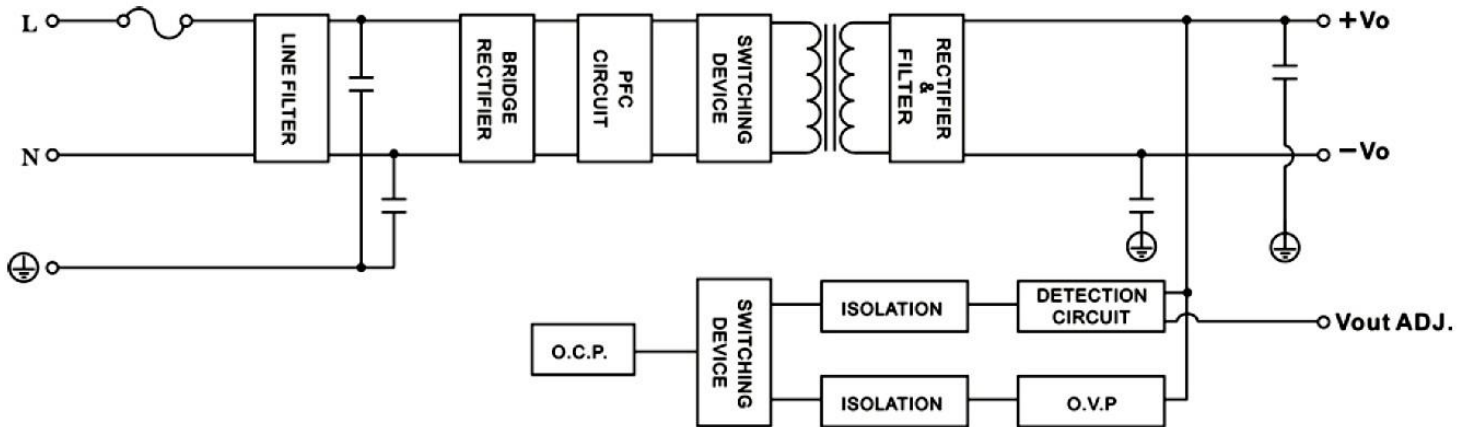 L
LINE FILTER
BRIDGE
RECTIFIER
PFC
CIRCUIT
SWITCHING
DEVICE
RECTIFIER
&
FILTER
+Vo
N
−Vo
O.C.P.
SWITCHING
DEVICE
ISOLATION
DETECTION
CIRCUIT
Vout ADJ.
ISOLATION
O.V.P